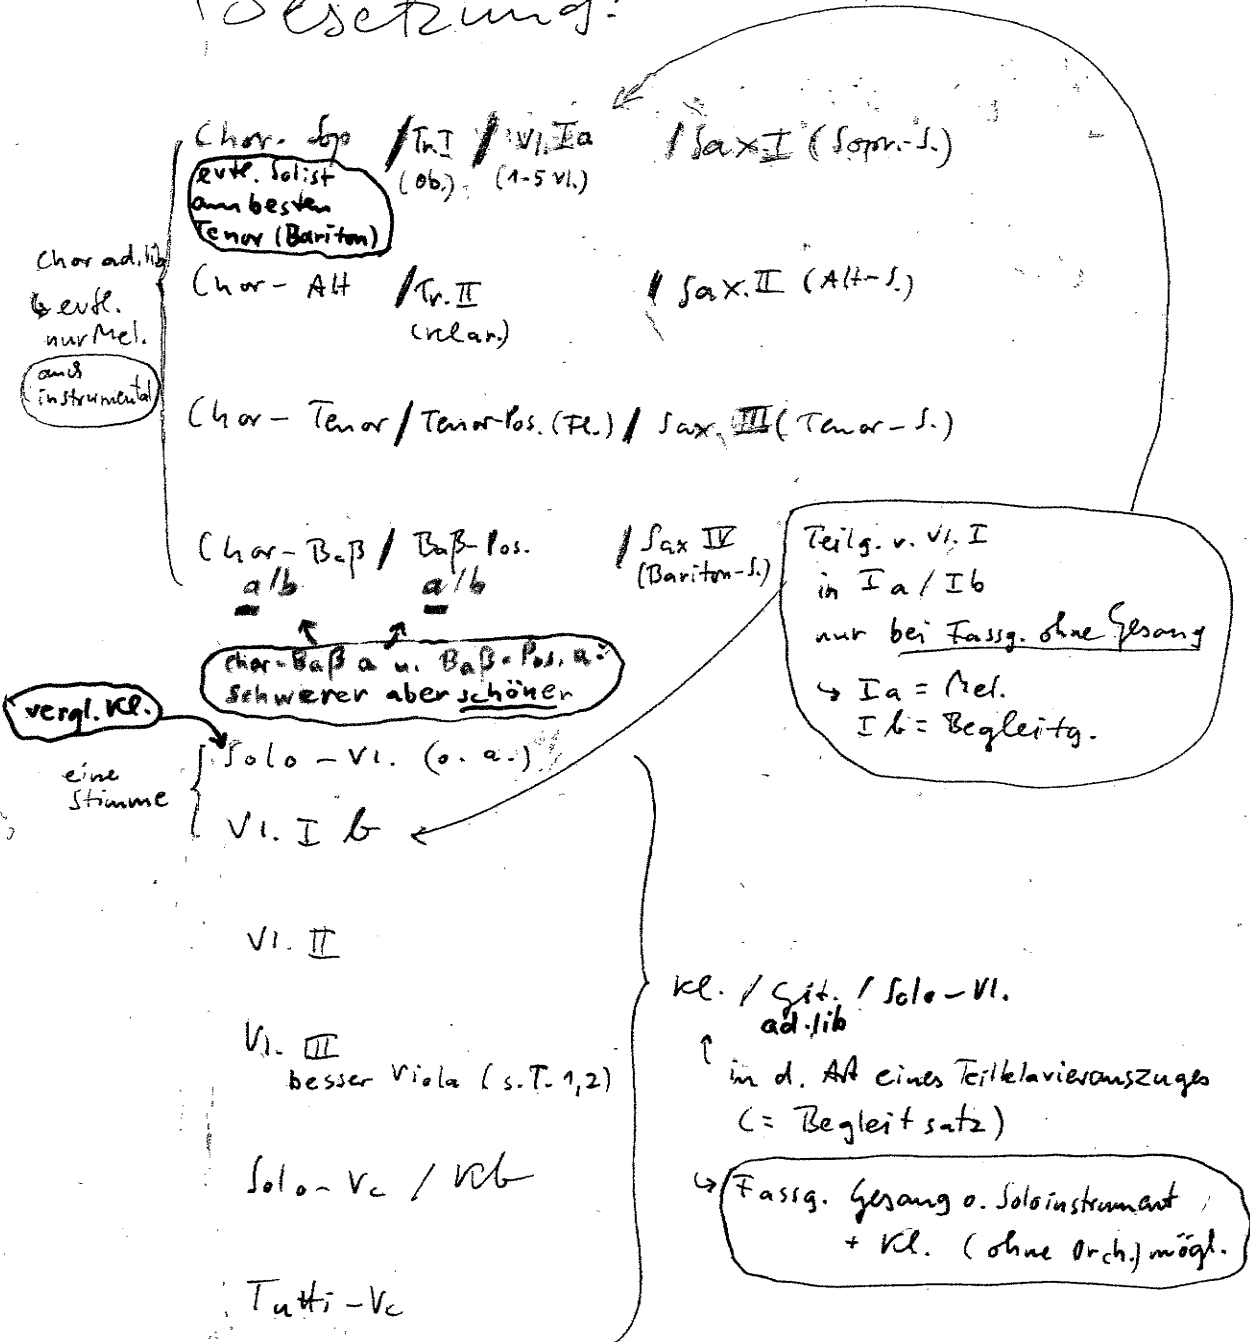 Besetzung:
Chor-Sop / Tr. I / Vl. Ia / Sax I (Sopr.-S.)
(Ob.) (1-5 Vl.)
evtl. Solist
am besten
Tenor (Bariton)
Chor ad. lib
↳ evtl.
nur Mel.
auch
instrumental
Chor - Alt / Tr. II / Sax. II (Alt-S.)
(Klar.)
Chor - Tenor / Tenor-Pos. (Fl.) / Sax. III (Tenor-S.)
Chor-Baß / Baß-Pos. / Sax IV
a/b a/b (Bariton-S.)
Chor-Baß a u. Baß-Pos. a:
schwerer aber schöner
Teilg. v. Vl. I
in Ia / Ib
nur bei Fassg. ohne Gesang
↳ Ia = Mel.
Ib = Begleitg.
vergl. Kl.
eine
Stimme
Solo - Vl. (o. a.)
Vl. I b
Vl. II
Vl. III
besser Viola (s. T. 1,2)
Solo - Vc / Kb
Tutti - Vc
Kl. / Git. / Solo - Vl.
ad. lib
↑ in d. Art eines Teilklavierauszuges
(= Begleitsatz)
↳ Fassg. Gesang o. Soloinstrument
+ Kl. (ohne Orch.) mögl.